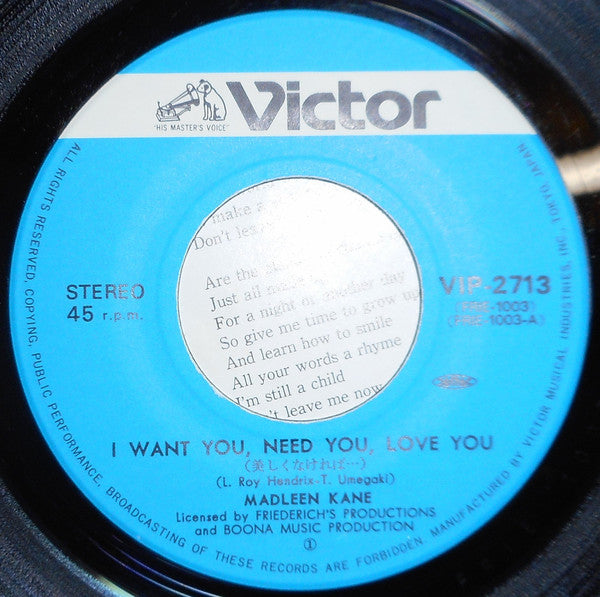 "HIS MASTER'S VOICE"
Victor
STEREO
45 r.p.m.
VIP-2713
make a
Don't lea
Are the
Just all made
For a night or another day
So give me time to grow up
And learn how to smile
All your words a rhyme
I'm still a child
't leave me now
I WANT YOU, NEED YOU, LOVE YOU
(美しくなければ…)
(L. Roy Hendrix-T. Umegaki)
MADLEEN KANE
Licensed by FRIEDERICH'S PRODUCTIONS
and BOONA MUSIC PRODUCTION
①
ALL RIGHTS RESERVED, COPYING, PUBLIC PERFORMANCE, BROADCASTING OF THESE RECORDS ARE FORBIDDEN. MANUFACTURED BY VICTOR MUSICAL INDUSTRIES, INC., TOKYO JAPAN